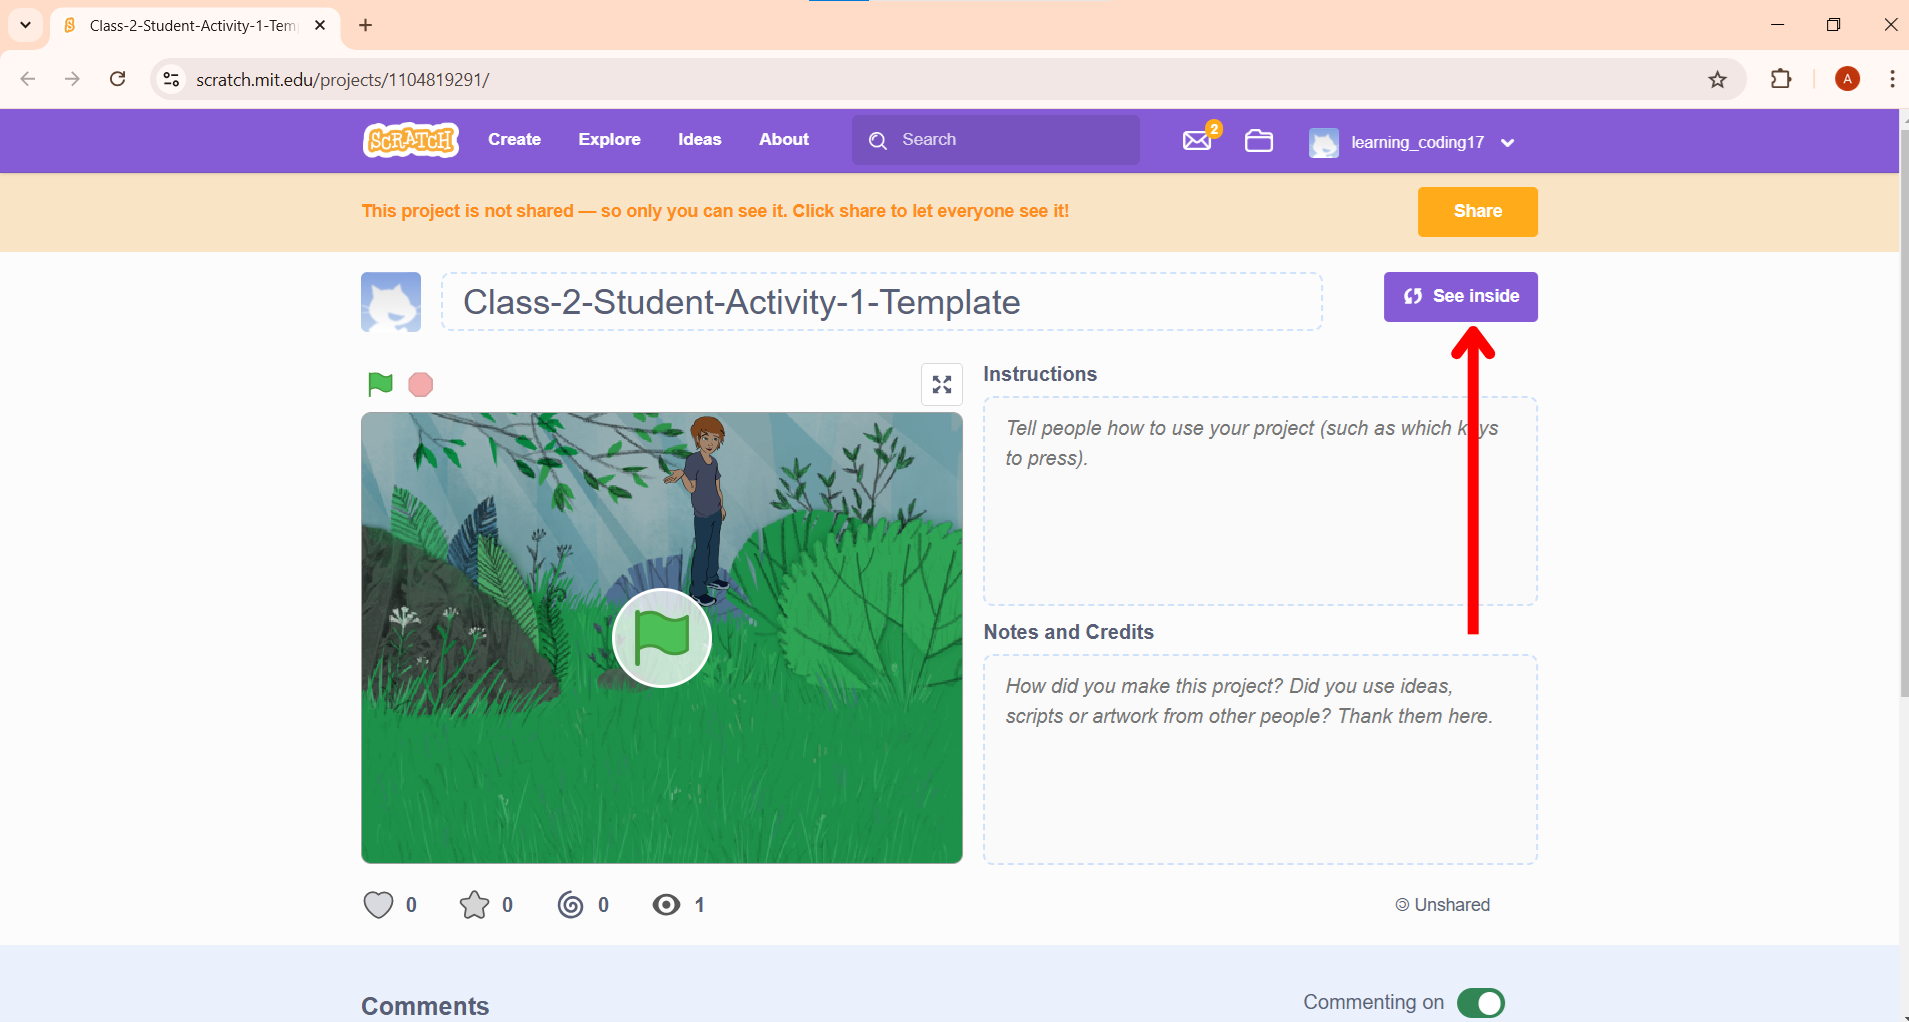 Class-2-Student-Activity-1-Tem
scratch.mit.edu/projects/1104819291/
A
SCRATCH
Create
Explore
Ideas
About
Search
2
learning_coding17
This project is not shared — so only you can see it. Click share to let everyone see it!
Share
Class-2-Student-Activity-1-Template
See inside
Instructions
Tell people how to use your project (such as which keys
to press).
Notes and Credits
How did you make this project? Did you use ideas,
scripts or artwork from other people? Thank them here.
0
0
0
1
Unshared
Comments
Commenting on